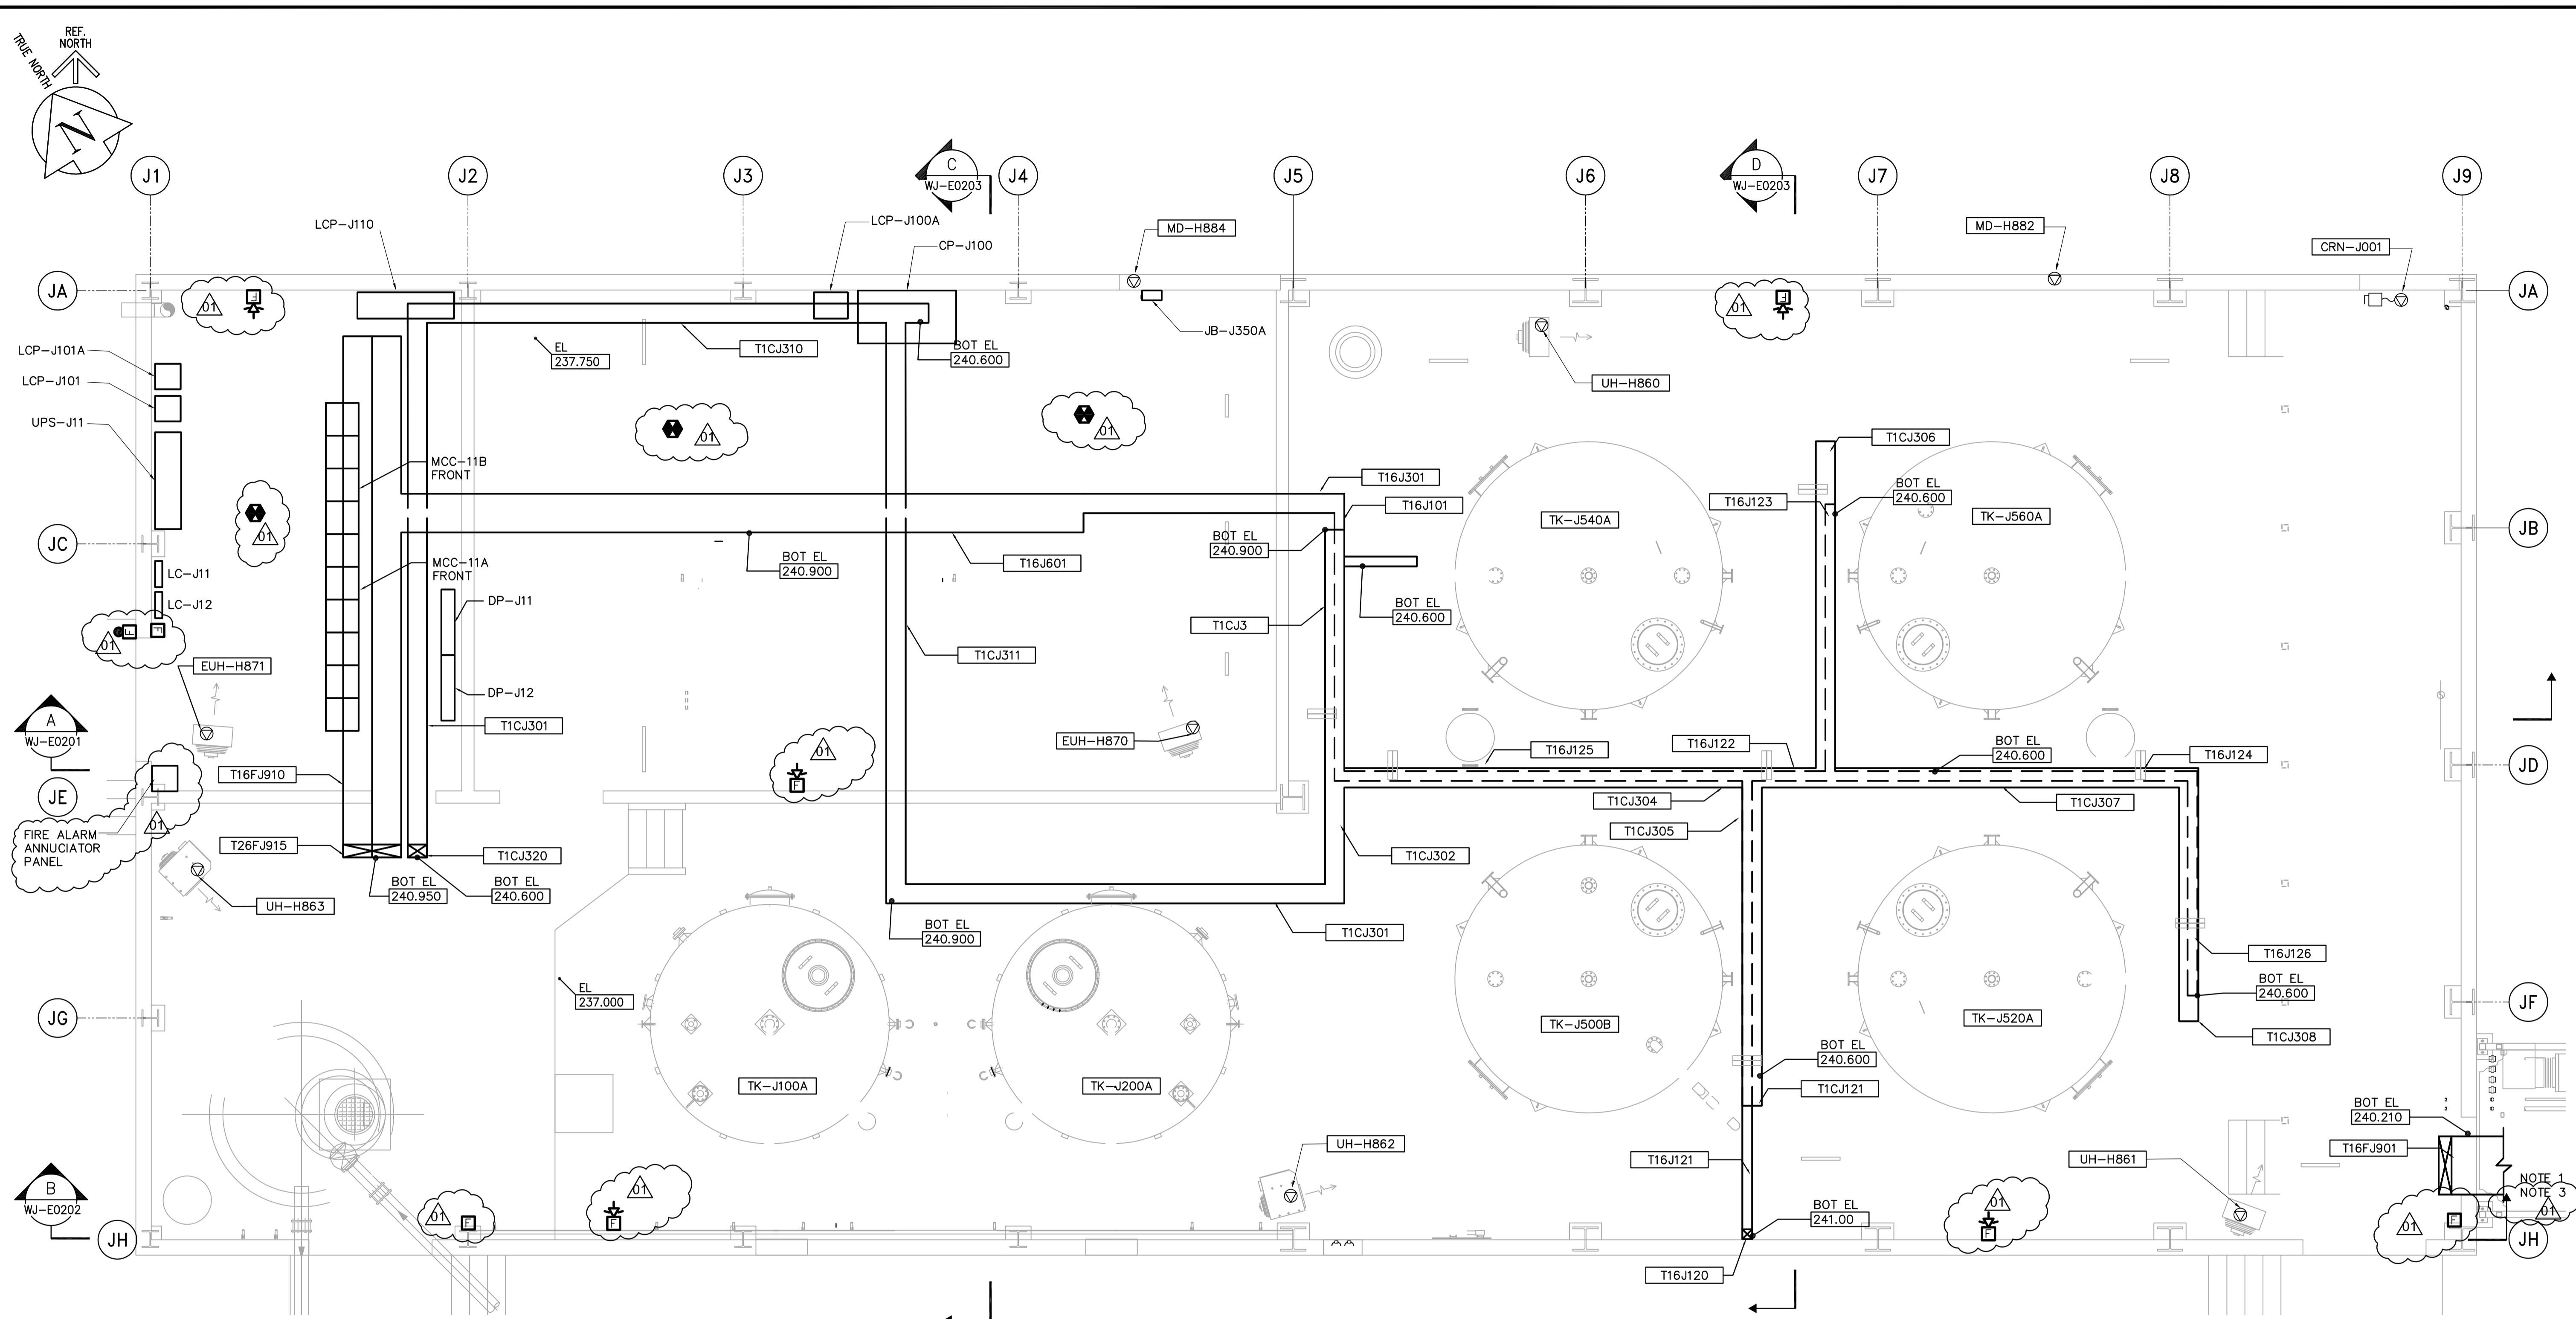 REF.
NORTH
TRUE NORTH
N
J1
J2
J3
C
WJ-E0203
J4
J5
J6
D
WJ-E0203
J7
J8
J9
LCP-J110
LCP-J100A
CP-J100
MD-H884
MD-H882
CRN-J001
JA
JA
01
F
01
F
JB-J350A
LCP-J101A
LCP-J101
UPS-J11
EL
237.750
T1CJ310
BOT EL
240.600
UH-H860
01
01
T1CJ306
MCC-11B
FRONT
T16J301
T16J101
T16J123
BOT EL
240.600
TK-J540A
TK-J560A
01
JC
JB
BOT EL
240.900
BOT EL
240.900
T16J601
MCC-11A
FRONT
LC-J11
LC-J12
DP-J11
BOT EL
240.600
T1CJ3
01
F
F
EUH-H871
T1CJ311
DP-J12
T1CJ301
A
WJ-E0201
EUH-H870
01
F
T16J125
T16J122
BOT EL
240.600
T16J124
JD
T16FJ910
JE
T1CJ304
T1CJ307
T1CJ305
01
FIRE ALARM
ANNUCIATOR
PANEL
T26FJ915
T1CJ320
T1CJ302
BOT EL
240.950
BOT EL
240.600
UH-H863
BOT EL
240.900
T1CJ301
T16J126
EL
237.000
BOT EL
240.600
JG
JF
TK-J500B
TK-J520A
T1CJ308
BOT EL
240.600
TK-J100A
TK-J200A
T1CJ121
BOT EL
240.210
UH-H862
T16J121
UH-H861
T16FJ901
B
WJ-E0202
NOTE 1
NOTE 3
01
F
01
F
BOT EL
241.00
01
F
01
F
01
JH
JH
T16J120